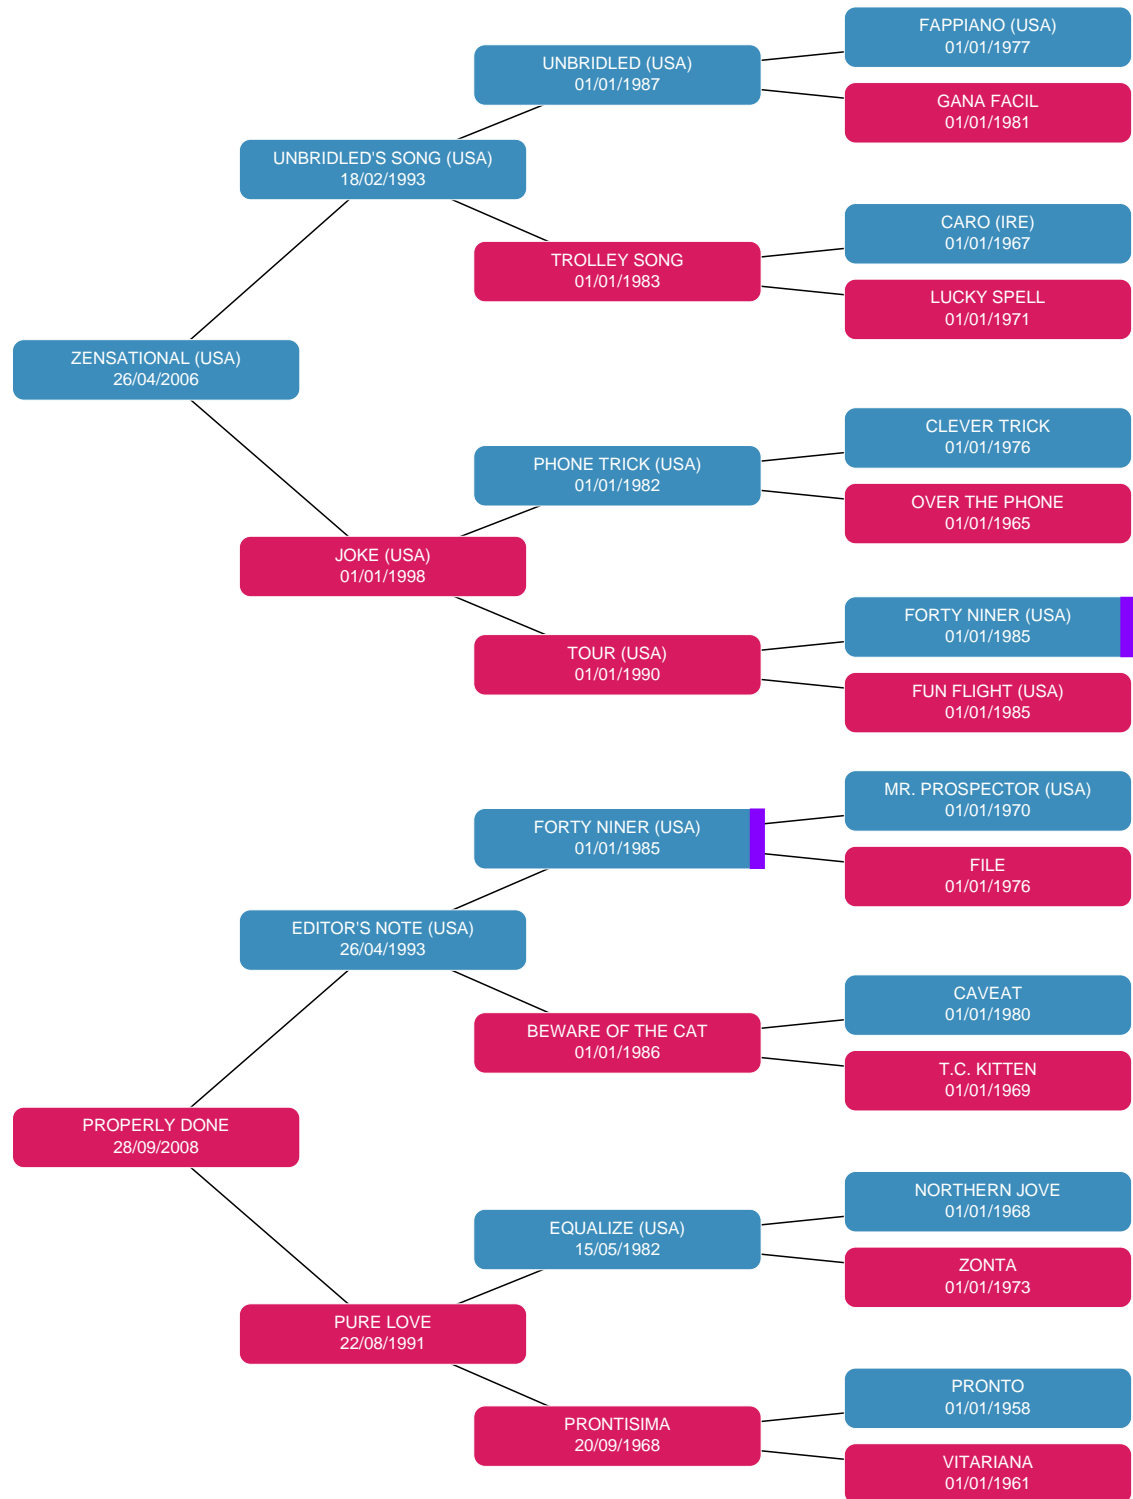 FAPPIANO (USA)
01/01/1977
UNBRIDLED (USA)
01/01/1987
GANA FACIL
01/01/1981
UNBRIDLED'S SONG (USA)
18/02/1993
CARO (IRE)
01/01/1967
TROLLEY SONG
01/01/1983
LUCKY SPELL
01/01/1971
ZENSATIONAL (USA)
26/04/2006
CLEVER TRICK
01/01/1976
PHONE TRICK (USA)
01/01/1982
OVER THE PHONE
01/01/1965
JOKE (USA)
01/01/1998
FORTY NINER (USA)
01/01/1985
TOUR (USA)
01/01/1990
FUN FLIGHT (USA)
01/01/1985
MR. PROSPECTOR (USA)
01/01/1970
FORTY NINER (USA)
01/01/1985
FILE
01/01/1976
EDITOR'S NOTE (USA)
26/04/1993
CAVEAT
01/01/1980
BEWARE OF THE CAT
01/01/1986
T.C. KITTEN
01/01/1969
PROPERLY DONE
28/09/2008
NORTHERN JOVE
01/01/1968
EQUALIZE (USA)
15/05/1982
ZONTA
01/01/1973
PURE LOVE
22/08/1991
PRONTO
01/01/1958
PRONTISIMA
20/09/1968
VITARIANA
01/01/1961